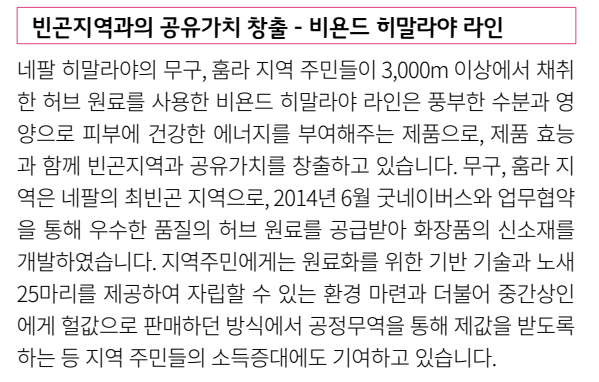 빈곤지역과의 공유가치 창출 - 비욘드 히말라야 라인
네팔 히말라야의 무구, 훔라 지역 주민들이 3,000m 이상에서 채취
한 허브 원료를 사용한 비욘드 히말라야 라인은 풍부한 수분과 영
양으로 피부에 건강한 에너지를 부여해주는 제품으로, 제품 효능
과 함께 빈곤지역과 공유가치를 창출하고 있습니다. 무구, 훔라 지
역은 네팔의 최빈곤 지역으로, 2014년 6월 굿네이버스와 업무협약
을 통해 우수한 품질의 허브 원료를 공급받아 화장품의 신소재를
개발하였습니다. 지역주민에게는 원료화를 위한 기반 기술과 노새
25마리를 제공하여 자립할 수 있는 환경 마련과 더불어 중간상인
에게 헐값으로 판매하던 방식에서 공정무역을 통해 제값을 받도록
하는 등 지역 주민들의 소득증대에도 기여하고 있습니다.